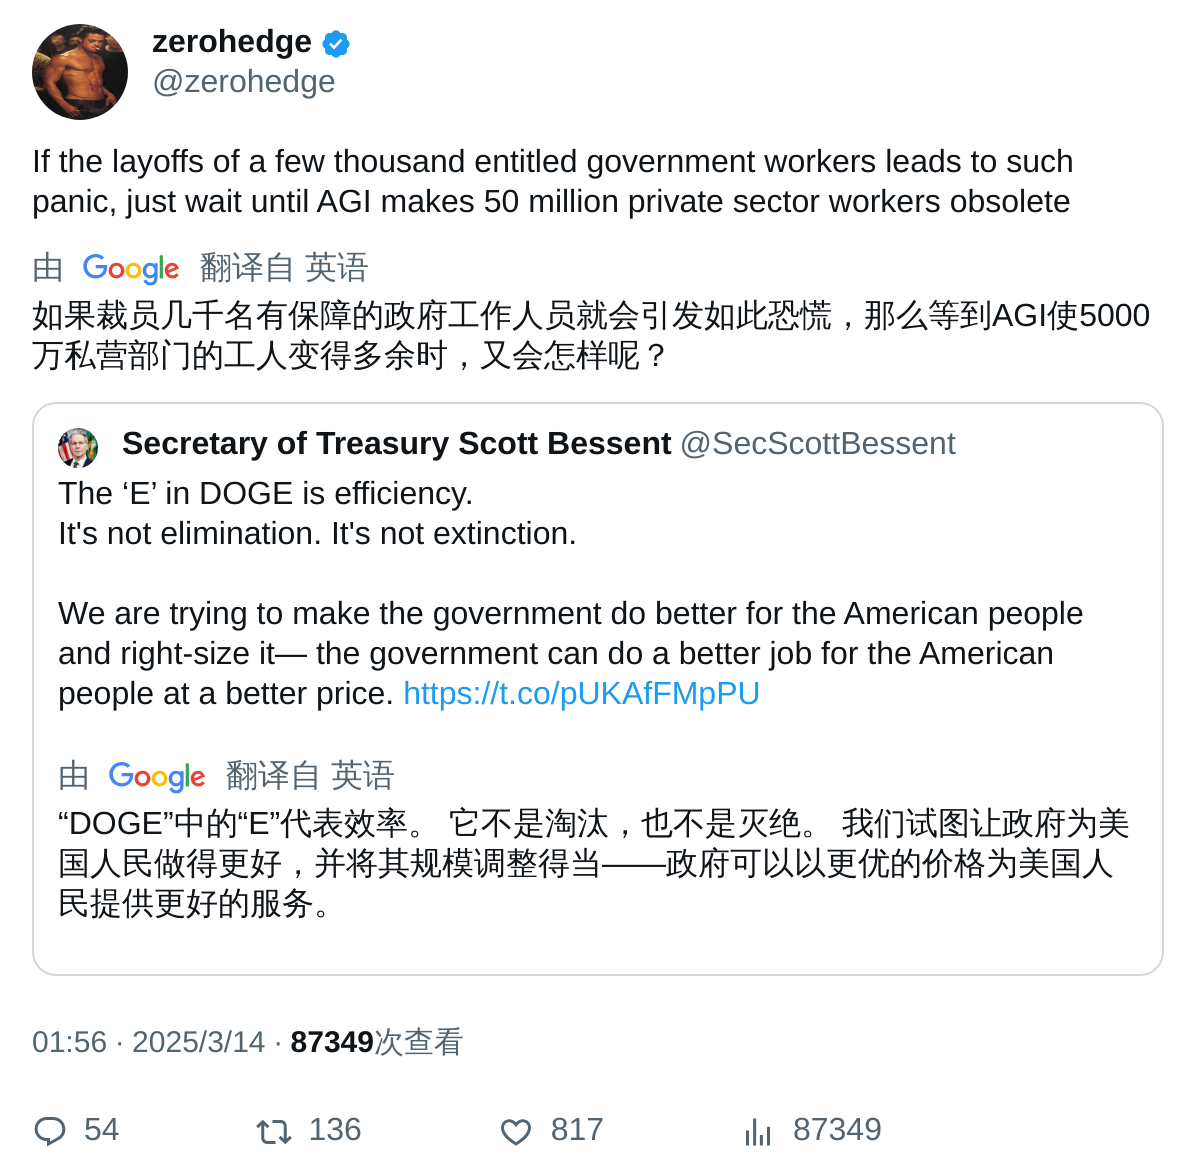 zerohedge
@zerohedge
If the layoffs of a few thousand entitled government workers leads to such
panic, just wait until AGI makes 50 million private sector workers obsolete
由 Google 翻译自 英语
如果裁员几千名有保障的政府工作人员就会引发如此恐慌，那么等到AGI使5000
万私营部门的工人变得多余时，又会怎样呢？
Secretary of Treasury Scott Bessent @SecScottBessent
The ‘E’ in DOGE is efficiency.
It's not elimination. It's not extinction.
We are trying to make the government do better for the American people
and right-size it— the government can do a better job for the American
people at a better price. https://t.co/pUKAfFMpPU
由 Google 翻译自 英语
“DOGE”中的“E”代表效率。 它不是淘汰，也不是灭绝。 我们试图让政府为美
国人民做得更好，并将其规模调整得当——政府可以以更优的价格为美国人
民提供更好的服务。
01:56 · 2025/3/14 · 87349次查看
54 136 817 87349